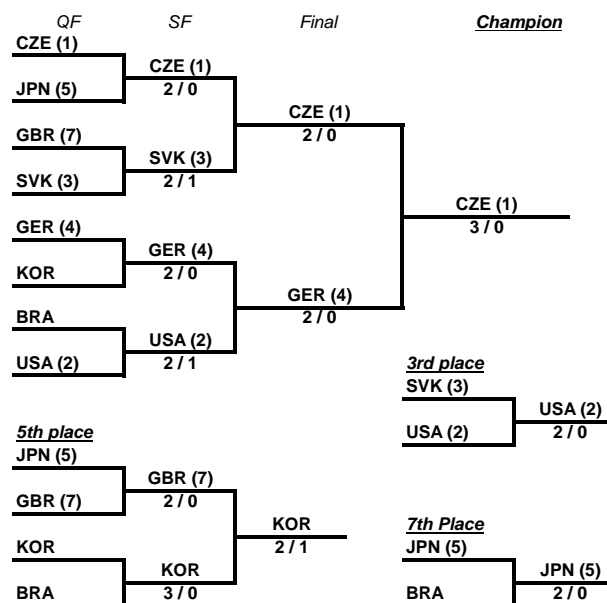 QF SF Final Champion
CZE (1)
CZE (1)
JPN (5)
2 / 0
CZE (1)
GBR (7)
2 / 0
SVK (3)
SVK (3)
2 / 1
CZE (1)
GER (4)
3 / 0
GER (4)
KOR
2 / 0
GER (4)
BRA
2 / 0
USA (2)
USA (2)
2 / 1
3rd place
SVK (3)
USA (2)
USA (2)
2 / 0
5th place
JPN (5)
GBR (7)
GBR (7)
2 / 0
KOR
KOR
2 / 1
KOR
BRA
3 / 0
7th Place
JPN (5)
JPN (5)
BRA
2 / 0